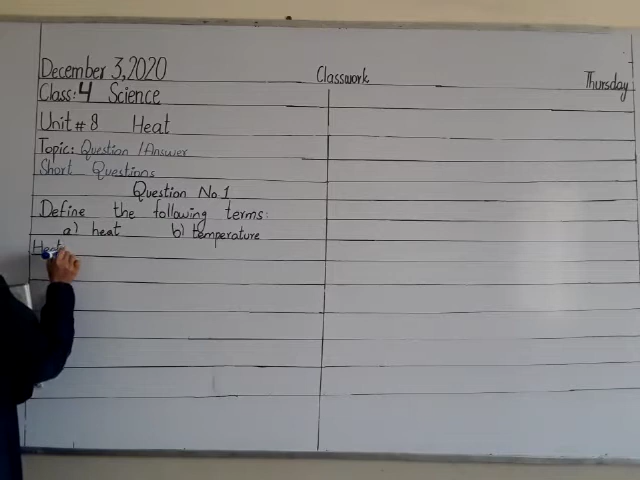 December 3,2020 Classwork Thursday
Class: 4 Science
Unit # 8 Heat
Topic: Question /Answer
Short Questions
Question No 1
Define the following terms:
a) heat b) temperature
Heat